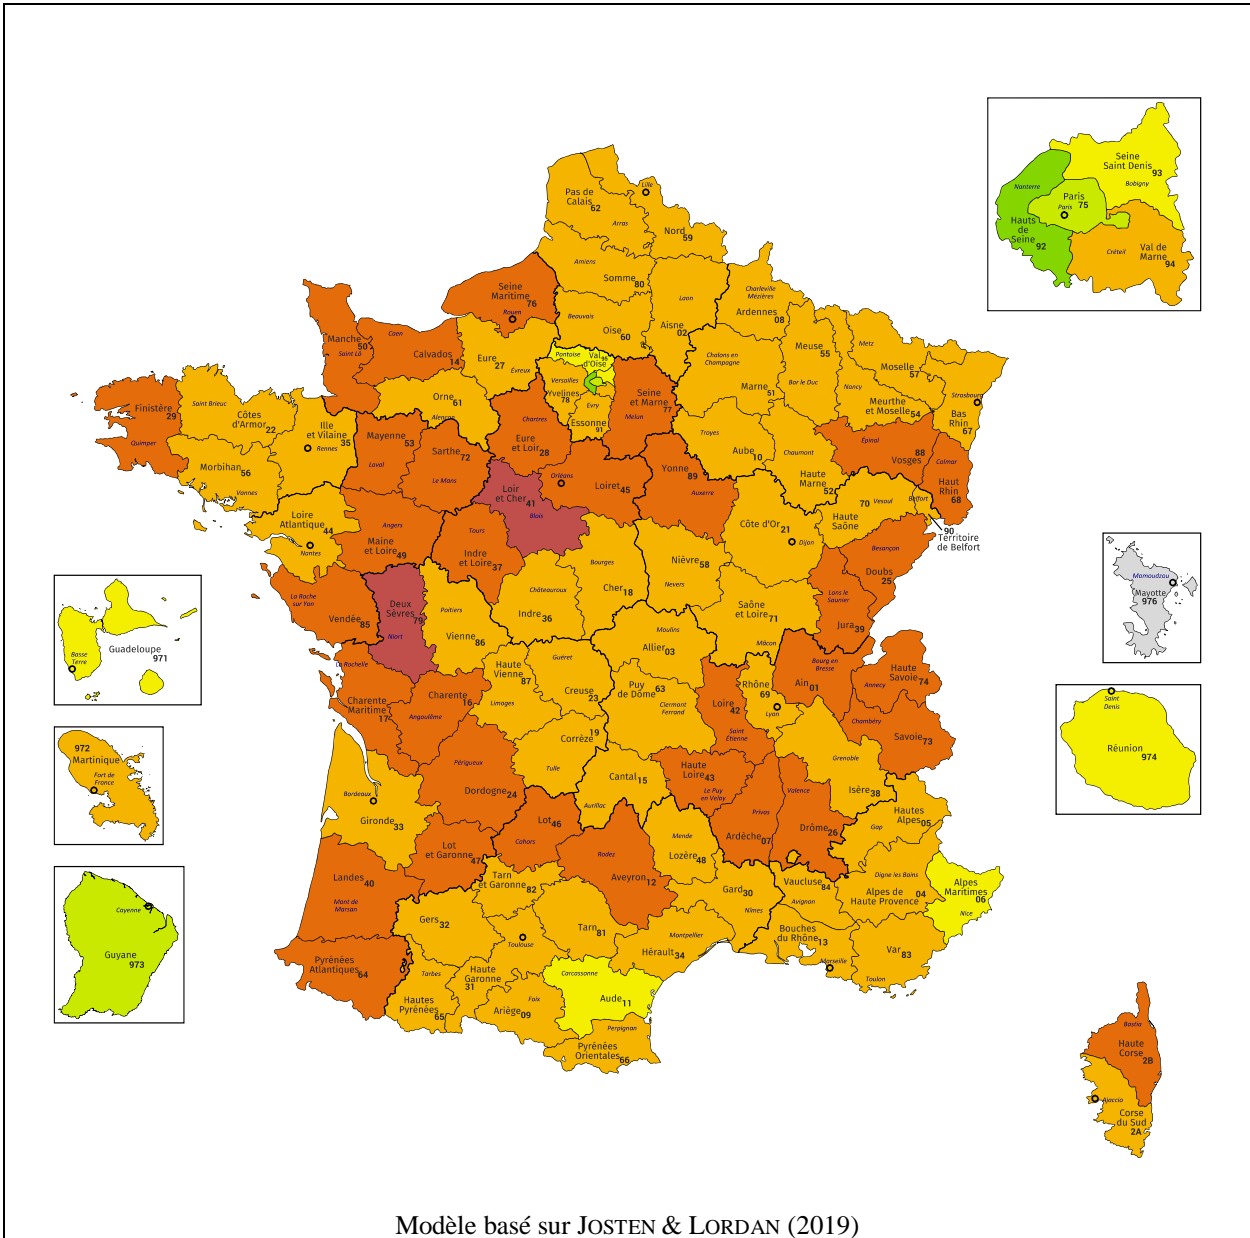 Lille
Pas de
Calais 62
Arras
Nord 59
Amiens
Somme 80
Laon
Aisne 02
Beauvais
Oise 60
Charleville
Mézières
Ardennes 08
Seine
Maritime 76
Rouen
Manche 50
Saint Lô
Caen
Calvados 14
Eure 27
Évreux
Orne 61
Alençon
Pontoise
Val 95
d'Oise
Versailles
Yvelines
78
Evry
Essonne
91
Seine
et Marne
77
Melun
Chalons en
Champagne
Marne 51
Meuse
55
Bar le Duc
Metz
Moselle 57
Nancy
Meurthe
et Moselle 54
Strasbourg
Bas
Rhin
67
Troyes
Aube 10
Chaumont
Haute
Marne 52
Épinal
88
Vosges
Colmar
Haut
Rhin
68
Finistère
29
Quimper
Saint Brieuc
Côtes
d'Armor 22
Ille
et Vilaine
35
Rennes
Morbihan 56
Vannes
Mayenne
53
Laval
Sarthe 72
Le Mans
Chartres
Eure
et Loir 28
Orléans
Loiret 45
Loir
et Cher 41
Blois
Yonne
89
Auxerre
Côte d'Or 21
Dijon
70
Vesoul
Haute
Saône
Belfort
90
Territoire
de Belfort
Loire
Atlantique
44
Nantes
Angers
Maine
et Loire 49
Tours
Indre
et Loire 37
Bourges
Cher 18
Châteauroux
Indre 36
Nièvre
58
Nevers
Besançon
Doubs
25
Lons le
Saunier
Jura 39
Saône
et Loire 71
Mâcon
La Roche
sur Yon
Vendée 85
Deux
Sèvres
79
Niort
Poitiers
Vienne 86
Moulins
Allier 03
La Rochelle
Charente
Maritime
17
Charente
16
Angoulême
Haute
Vienne
87
Limoges
Guéret
Creuse 23
Puy
de Dôme 63
Clermont
Ferrand
Loire
42
Saint
Étienne
Rhône
69
Lyon
Bourg en
Bresse
Ain 01
Haute
Savoie 74
Annecy
Chambéry
Savoie 73
Corrèze 19
Tulle
Périgueux
Dordogne 24
Cantal 15
Aurillac
Haute
Loire 43
Le Puy
en Velay
Grenoble
Isère 38
Privas
Ardèche 07
Valence
Drôme 26
Hautes
Alpes 05
Gap
Bordeaux
Gironde 33
Lot 46
Cahors
Lot
et Garonne
47
Rodez
Aveyron 12
Mende
Lozère 48
Landes
40
Mont de
Marsan
Tarn
et Garonne
82
Tarn 81
Gard 30
Nîmes
Vaucluse
84
Avignon
Digne les Bains
Alpes de 04
Haute Provence
Alpes
Maritimes
06
Nice
Gers
32
Toulouse
Haute
Garonne
31
Montpellier
Hérault 34
Bouches
du Rhône 13
Marseille
Var
83
Toulon
Pyrénées
Atlantiques 64
Tarbes
Hautes
Pyrénées
65
Foix
Ariège 09
Carcassonne
Aude 11
Perpignan
Pyrénées
Orientales 66
Bastia
Haute
Corse
2B
Ajaccio
Corse
du Sud
2A
Nanterre
Hauts
de
Seine 92
Paris
Paris 75
Seine
Saint Denis
93
Bobigny
Créteil
Val de
Marne
94
Basse
Terre
Guadeloupe
971
972
Martinique
Fort de
France
Cayenne
Guyane
973
Mamoudzou
Mayotte
976
Saint
Denis
Réunion
974
Modèle basé sur JOSTEN & LORDAN (2019)